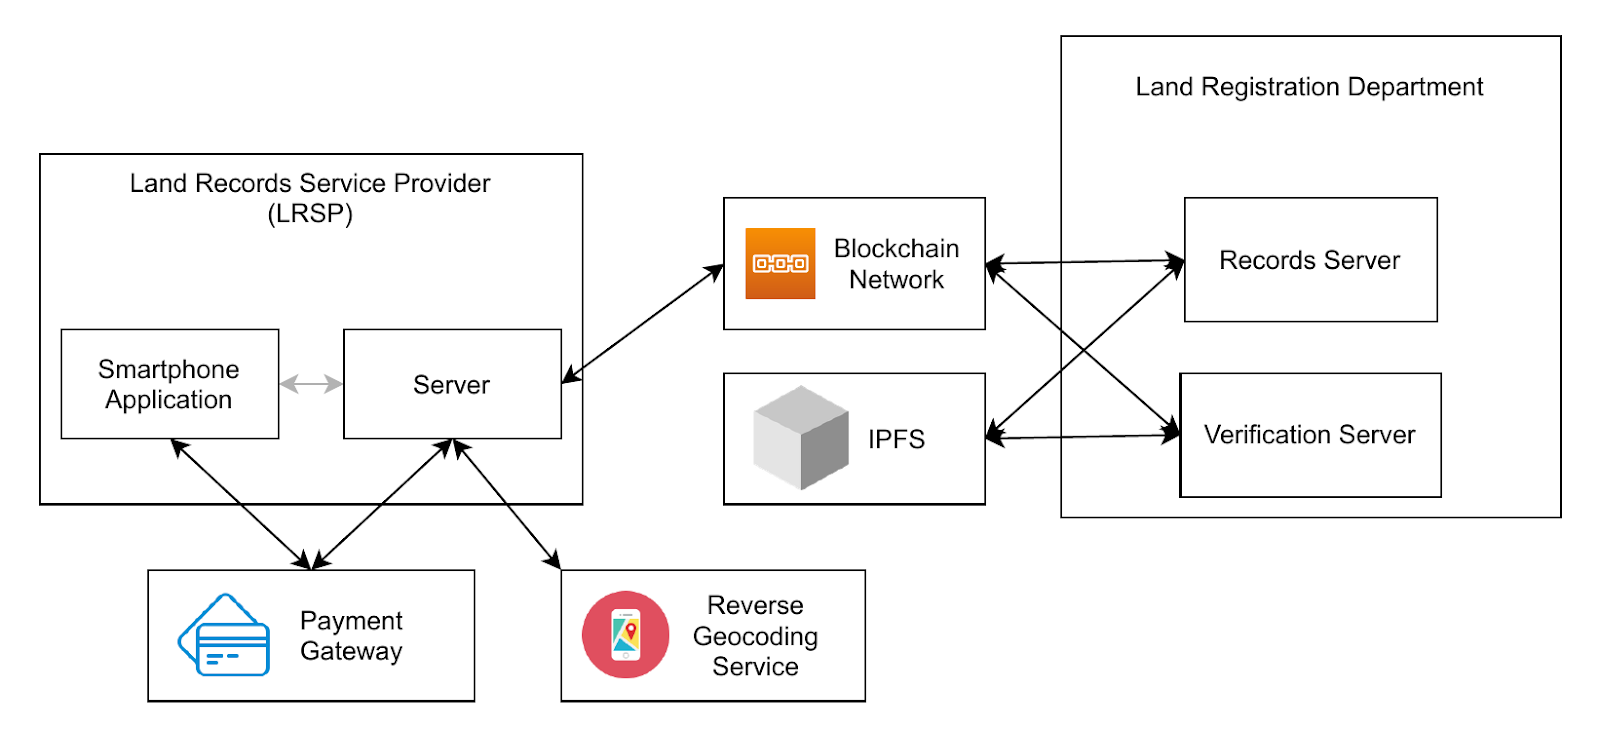 Land Registration Department
Land Records Service Provider
(LRSP)
Blockchain
Network
Records Server
Smartphone
Application
Server
IPFS
Verification Server
Payment
Gateway
Reverse
Geocoding
Service